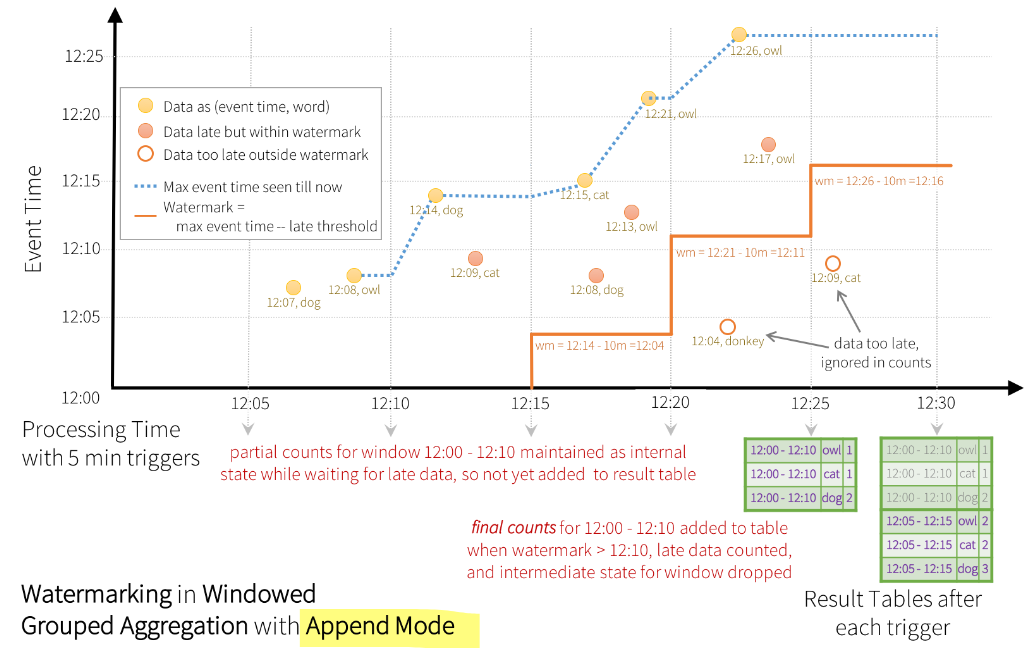 12:25
12:20
12:15
12:10
12:05
12:00
Event Time
Data as (event time, word)
Data late but within watermark
Data too late outside watermark
Max event time seen till now
Watermark =
max event time -- late threshold
12:26, owl
12:21, owl
12:17, owl
12:14, dog
12:15, cat
12:13, owl
12:09, cat
12:07, dog
12:08, owl
12:08, dog
12:09, cat
12:04, donkey
wm = 12:14 - 10m =12:04
wm = 12:21 - 10m =12:11
wm = 12:26 - 10m =12:16
data too late,
ignored in counts
12:05
12:10
12:15
12:20
12:25
12:30
Processing Time
with 5 min triggers
partial counts for window 12:00 - 12:10 maintained as internal
state while waiting for late data, so not yet added to result table
12:00 - 12:10 owl 1
12:00 - 12:10 cat 1
12:00 - 12:10 dog 2
12:00 - 12:10 owl 1
12:00 - 12:10 cat 1
12:00 - 12:10 dog 2
12:05 - 12:15 owl 2
12:05 - 12:15 cat 2
12:05 - 12:15 dog 3
final counts for 12:00 - 12:10 added to table
when watermark > 12:10, late data counted,
and intermediate state for window dropped
Result Tables after
each trigger
Watermarking in Windowed
Grouped Aggregation with Append Mode